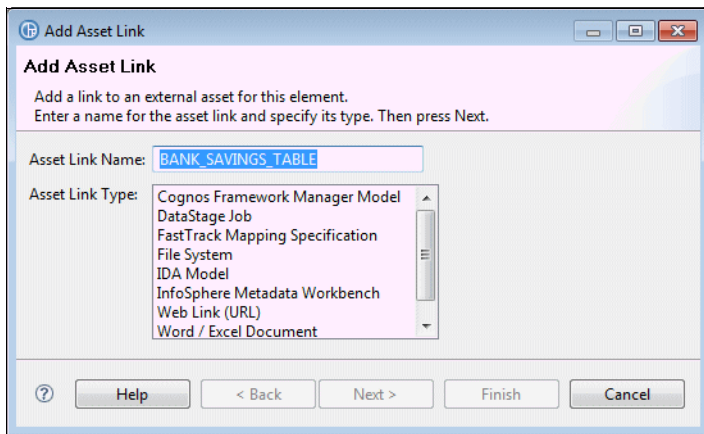 Add Asset Link
Add Asset Link
Add a link to an external asset for this element.
Enter a name for the asset link and specify its type. Then press Next.
Asset Link Name: BANK_SAVINGS_TABLE
Asset Link Type:
Cognos Framework Manager Model
DataStage Job
FastTrack Mapping Specification
File System
IDA Model
InfoSphere Metadata Workbench
Web Link (URL)
Word / Excel Document
? Help < Back Next > Finish Cancel